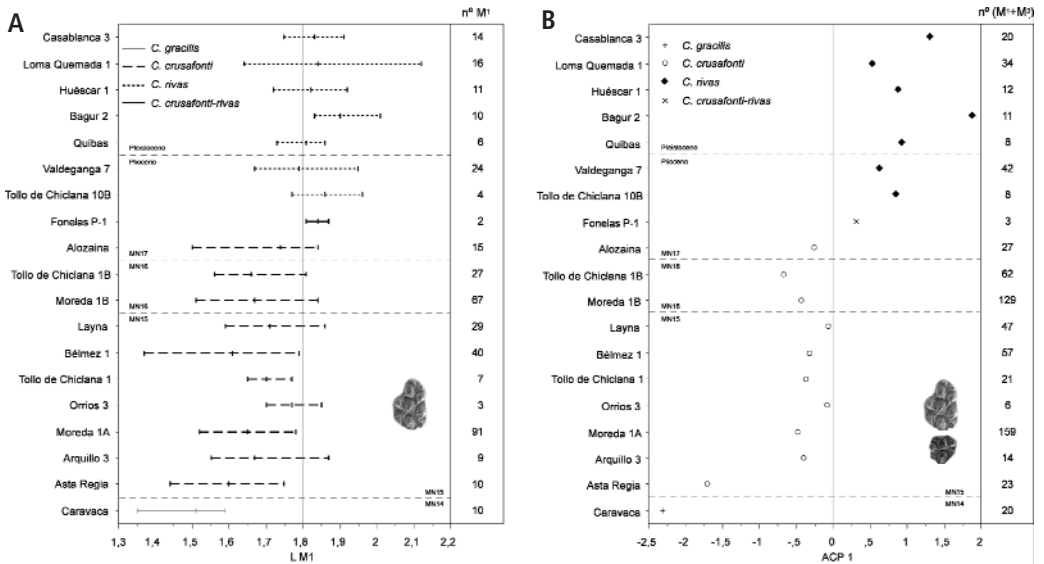 A
nº M¹
Casablanca 3
14
C. gracilis
C. crusafonti
C. rivas
C. crusafonti-rivas
Loma Quemada 1
16
Huéscar 1
11
Bagur 2
10
Quibas
6
Pleistoceno
Plioceno
Valdeganga 7
24
Tollo de Chiclana 10B
4
Fonelas P-1
2
Alozaina
15
MN17
MN16
Tollo de Chiclana 1B
27
Moreda 1B
67
MN16
MN15
Layna
29
Bélmez 1
40
Tollo de Chiclana 1
7
Orrios 3
3
Moreda 1A
91
Arquillo 3
9
Asta Regia
10
MN15
MN14
Caravaca
10
1,3 1,4 1,5 1,6 1,7 1,8 1,9 2 2,1 2,2
L M1
B
nº (M¹+M²)
Casablanca 3
20
C. gracilis
C. crusafonti
C. rivas
C. crusafonti-rivas
Loma Quemada 1
34
Huéscar 1
12
Bagur 2
11
Quibas
8
Pleistoceno
Plioceno
Valdeganga 7
42
Tollo de Chiclana 10B
8
Fonelas P-1
3
Alozaina
27
MN17
MN16
Tollo de Chiclana 1B
62
Moreda 1B
129
MN16
MN15
Layna
47
Bélmez 1
57
Tollo de Chiclana 1
21
Orrios 3
6
Moreda 1A
159
Arquillo 3
14
Asta Regia
23
MN15
MN14
Caravaca
20
-2,5 -2 -1,5 -1 -,5 0 ,5 1 1,5 2
ACP 1